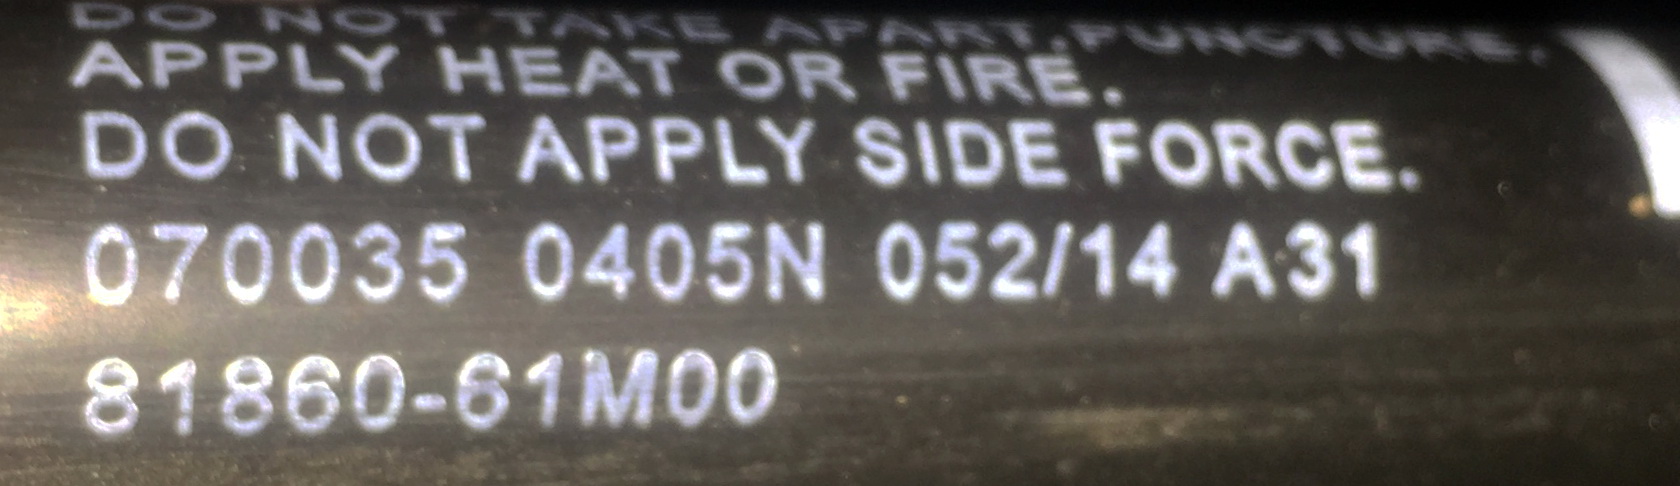 DO NOT TAKE APART,PUNCTURE,
APPLY HEAT OR FIRE.
DO NOT APPLY SIDE FORCE.
070035 0405N 052/14 A31
81860-61M00